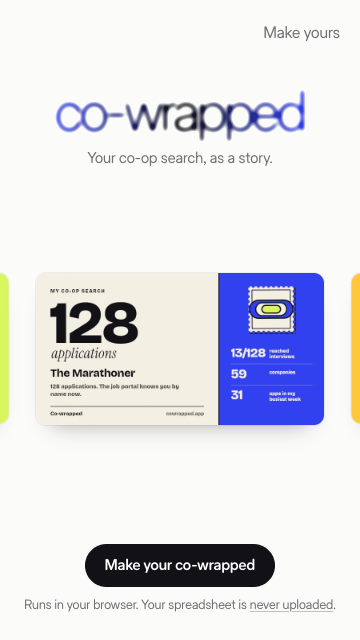 Make yours
co-wrapped
Your co-op search, as a story.
MY CO-OP SEARCH
128
applications
The Marathoner
128 applications. The job portal knows you by
name now.
Co-wrapped cowrapped.app
13/128 reached
interviews
59 companies
31 apps in my
busiest week
Make your co-wrapped
Runs in your browser. Your spreadsheet is never uploaded.